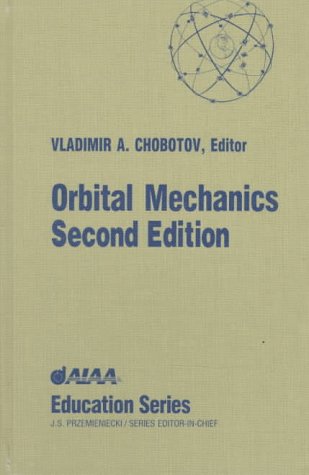 VLADIMIR A. CHOBOTOV, Editor
Orbital Mechanics
Second Edition
AIAA
Education Series
J.S. PRZEMIENIECKI / SERIES EDITOR-IN-CHIEF